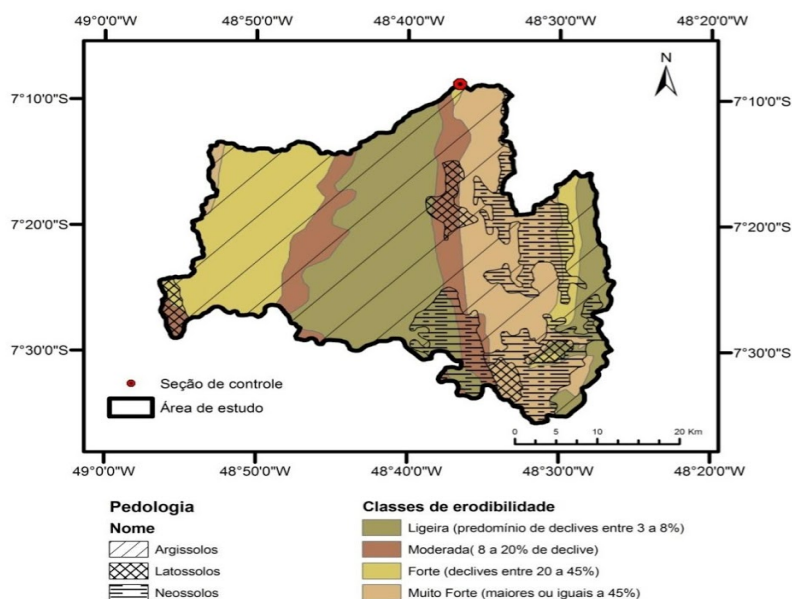 49°0'0"W 48°50'0"W 48°40'0"W 48°30'0"W 48°20'0"W
N
7°10'0"S 7°10'0"S
7°20'0"S 7°20'0"S
7°30'0"S 7°30'0"S
Seção de controle
Área de estudo
0 5 10 20 Km
49°0'0"W 48°50'0"W 48°40'0"W 48°30'0"W 48°20'0"W
Pedologia
Nome
Argissolos
Latossolos
Neossolos
Classes de erodibilidade
Ligeira (predomínio de declives entre 3 a 8%)
Moderada( 8 a 20% de declive)
Forte (declives entre 20 a 45%)
Muito Forte (maiores ou iguais a 45%)